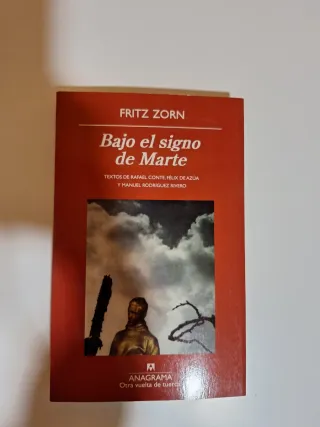 FRITZ ZORN
Bajo el signo
de Marte
TEXTOS DE RAFAEL CONTE, FÉLIX DE AZÚA
Y MANUEL RODRÍGUEZ RIVERO
A
ANAGRAMA
Otra vuelta de tuerca